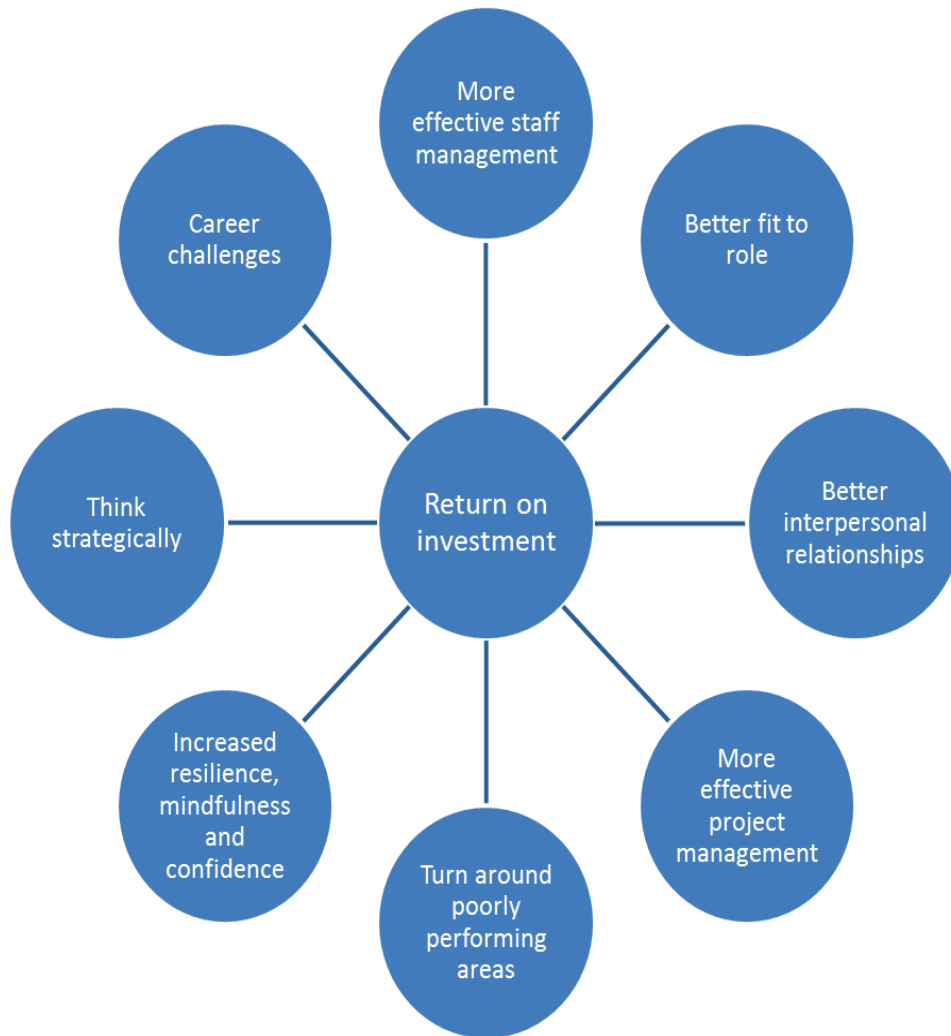 More
effective staff
management
Better fit to
role
Better
interpersonal
relationships
More
effective
project
management
Turn around
poorly
performing
areas
Increased
resilience,
mindfulness
and
confidence
Think
strategically
Career
challenges
Return on
investment